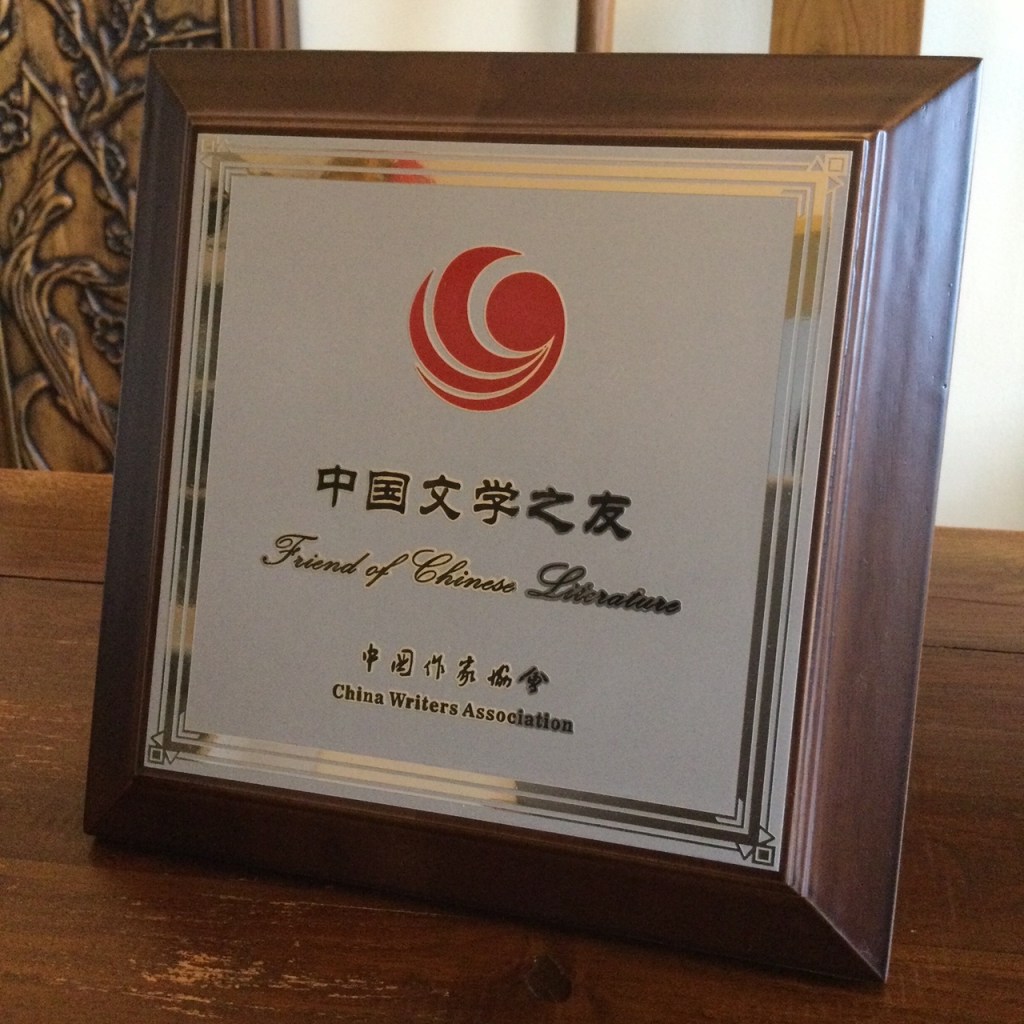 中国文学之友
Friend of Chinese Literature
中国作家协会
China Writers Association